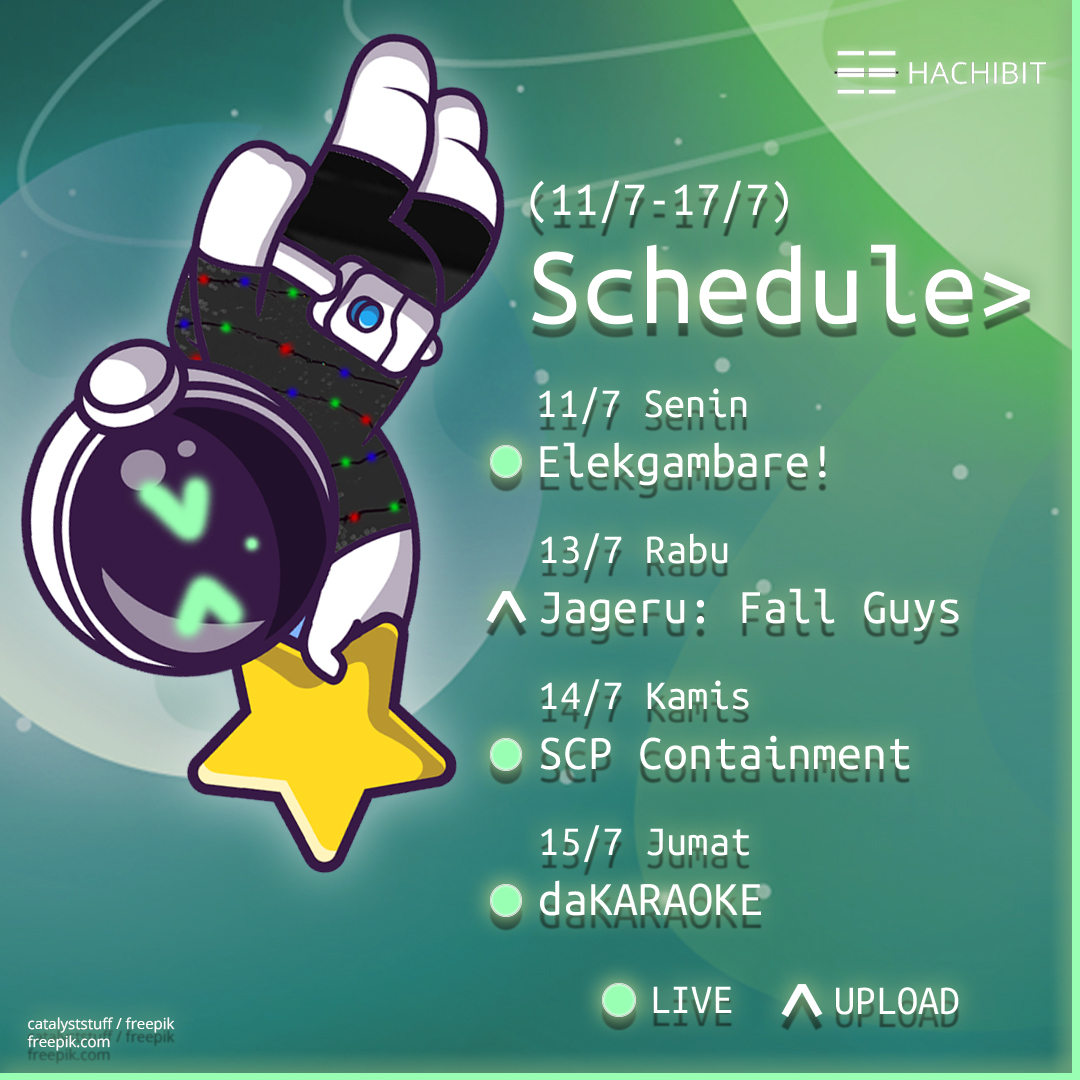 HACHIBIT
(11/7-17/7)
Schedule>
11/7 Senin
Elekgambare!
13/7 Rabu
Jageru: Fall Guys
14/7 Kamis
SCP Containment
15/7 Jumat
daKARAOKE
LIVE
UPLOAD
catalyststuff / freepik
freepik.com